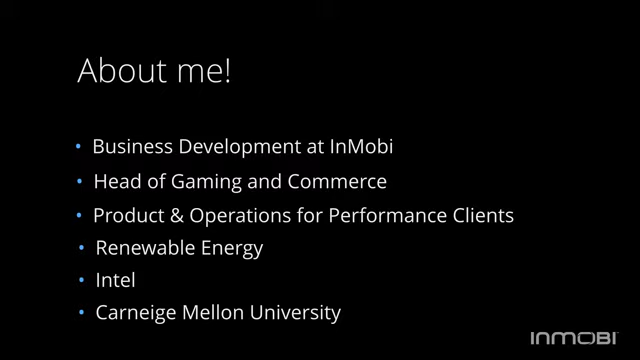 About me!
• Business Development at InMobi
• Head of Gaming and Commerce
• Product & Operations for Performance Clients
• Renewable Energy
• Intel
• Carneige Mellon University
INMOBI